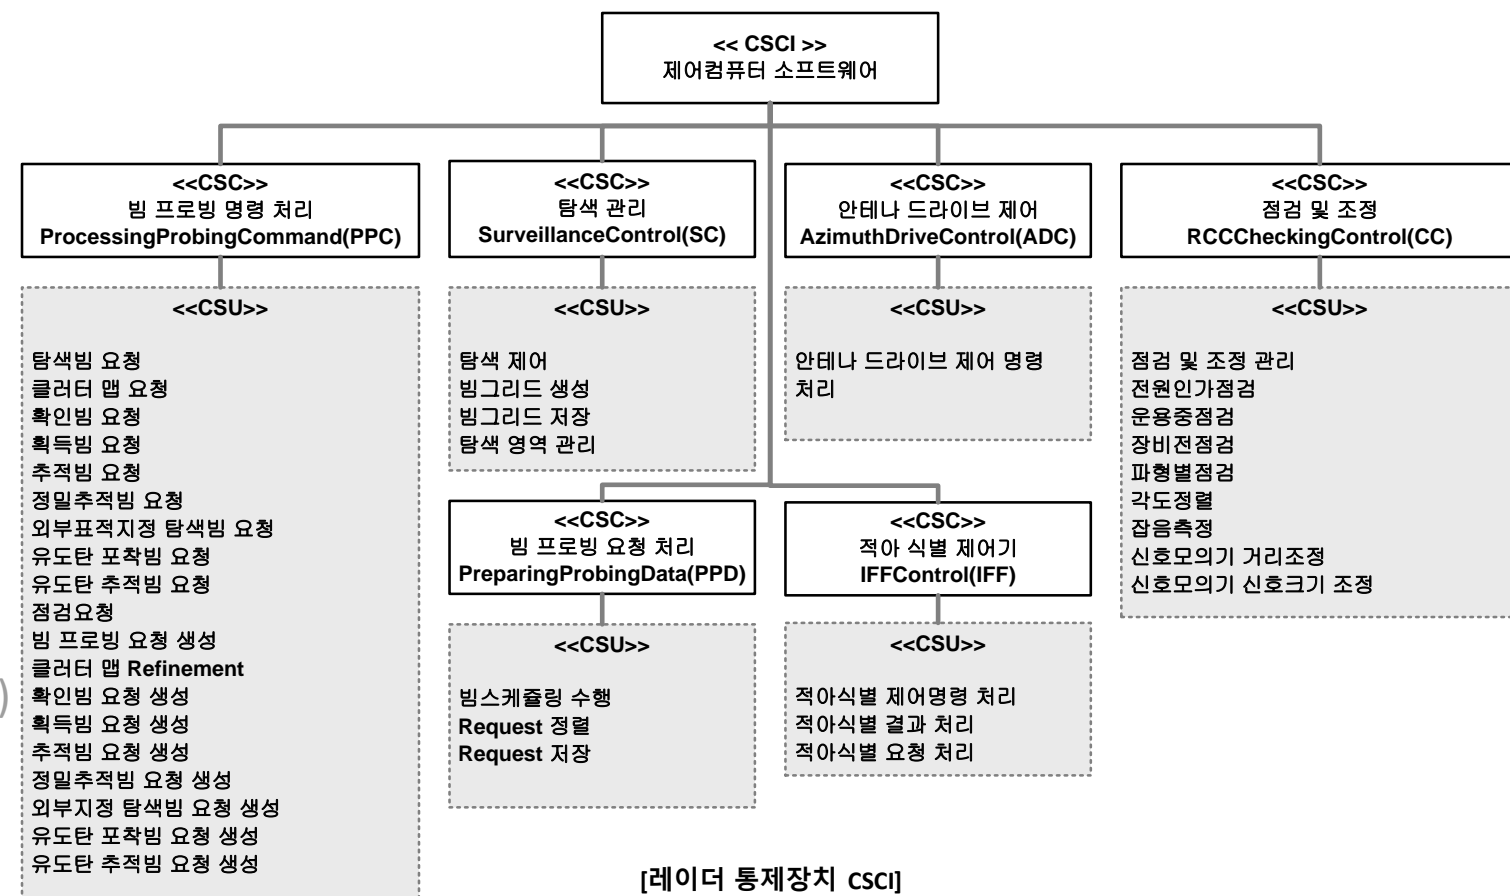 << CSCI >>
제어컴퓨터 소프트웨어
<<CSC>>
빔 프로빙 명령 처리
ProcessingProbingCommand(PPC)
<<CSC>>
탐색 관리
SurveillanceControl(SC)
<<CSC>>
안테나 드라이브 제어
AzimuthDriveControl(ADC)
<<CSC>>
점검 및 조정
RCCCheckingControl(CC)
<<CSU>>
탐색빔 요청
클러터 맵 요청
확인빔 요청
획득빔 요청
추적빔 요청
정밀추적빔 요청
외부표적지정 탐색빔 요청
유도탄 포착빔 요청
유도탄 추적빔 요청
점검요청
빔 프로빙 요청 생성
클러터 맵 Refinement
확인빔 요청 생성
획득빔 요청 생성
추적빔 요청 생성
정밀추적빔 요청 생성
외부지정 탐색빔 요청 생성
유도탄 포착빔 요청 생성
유도탄 추적빔 요청 생성
<<CSU>>
탐색 제어
빔그리드 생성
빔그리드 저장
탐색 영역 관리
<<CSU>>
안테나 드라이브 제어 명령
처리
<<CSU>>
점검 및 조정 관리
전원인가점검
운용중점검
장비전점검
파형별점검
각도정렬
잡음측정
신호모의기 거리조정
신호모의기 신호크기 조정
<<CSC>>
빔 프로빙 요청 처리
PreparingProbingData(PPD)
<<CSC>>
적아 식별 제어기
IFFControl(IFF)
<<CSU>>
빔스케쥴링 수행
Request 정렬
Request 저장
<<CSU>>
적아식별 제어명령 처리
적아식별 결과 처리
적아식별 요청 처리
)
[레이더 통제장치 CSCI]